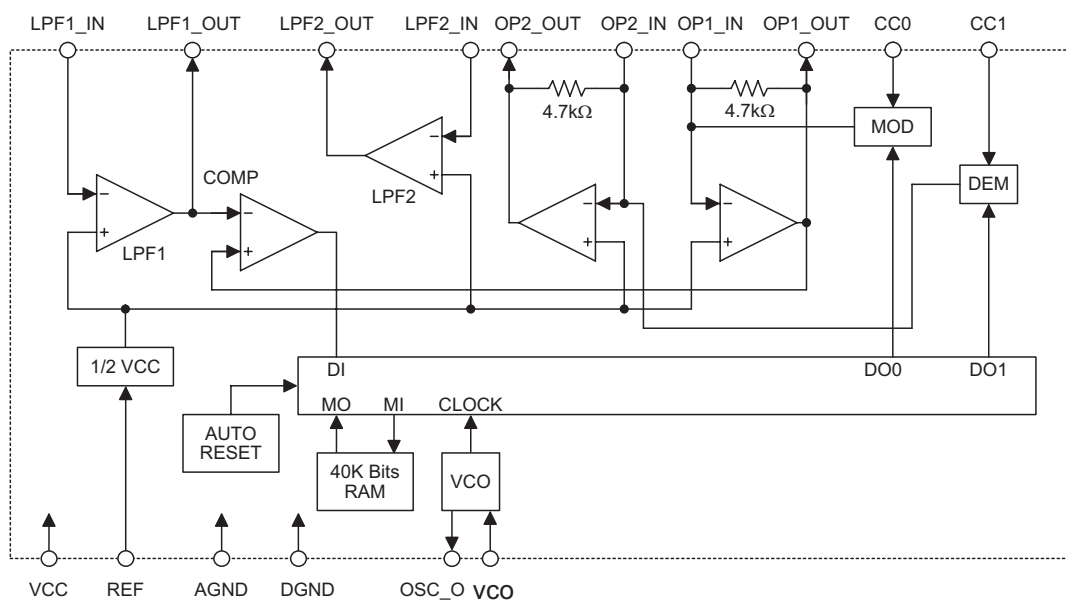 LPF1_IN LPF1_OUT LPF2_OUT LPF2_IN OP2_OUT OP2_IN OP1_IN OP1_OUT CC0 CC1
4.7kΩ 4.7kΩ
MOD
DEM
COMP
LPF2
LPF1
− + − + − + − + − +
1/2 VCC
DI DO0 DO1
MO MI CLOCK
AUTO
RESET
40K Bits
RAM
VCO
VCC REF AGND DGND OSC_O VCO